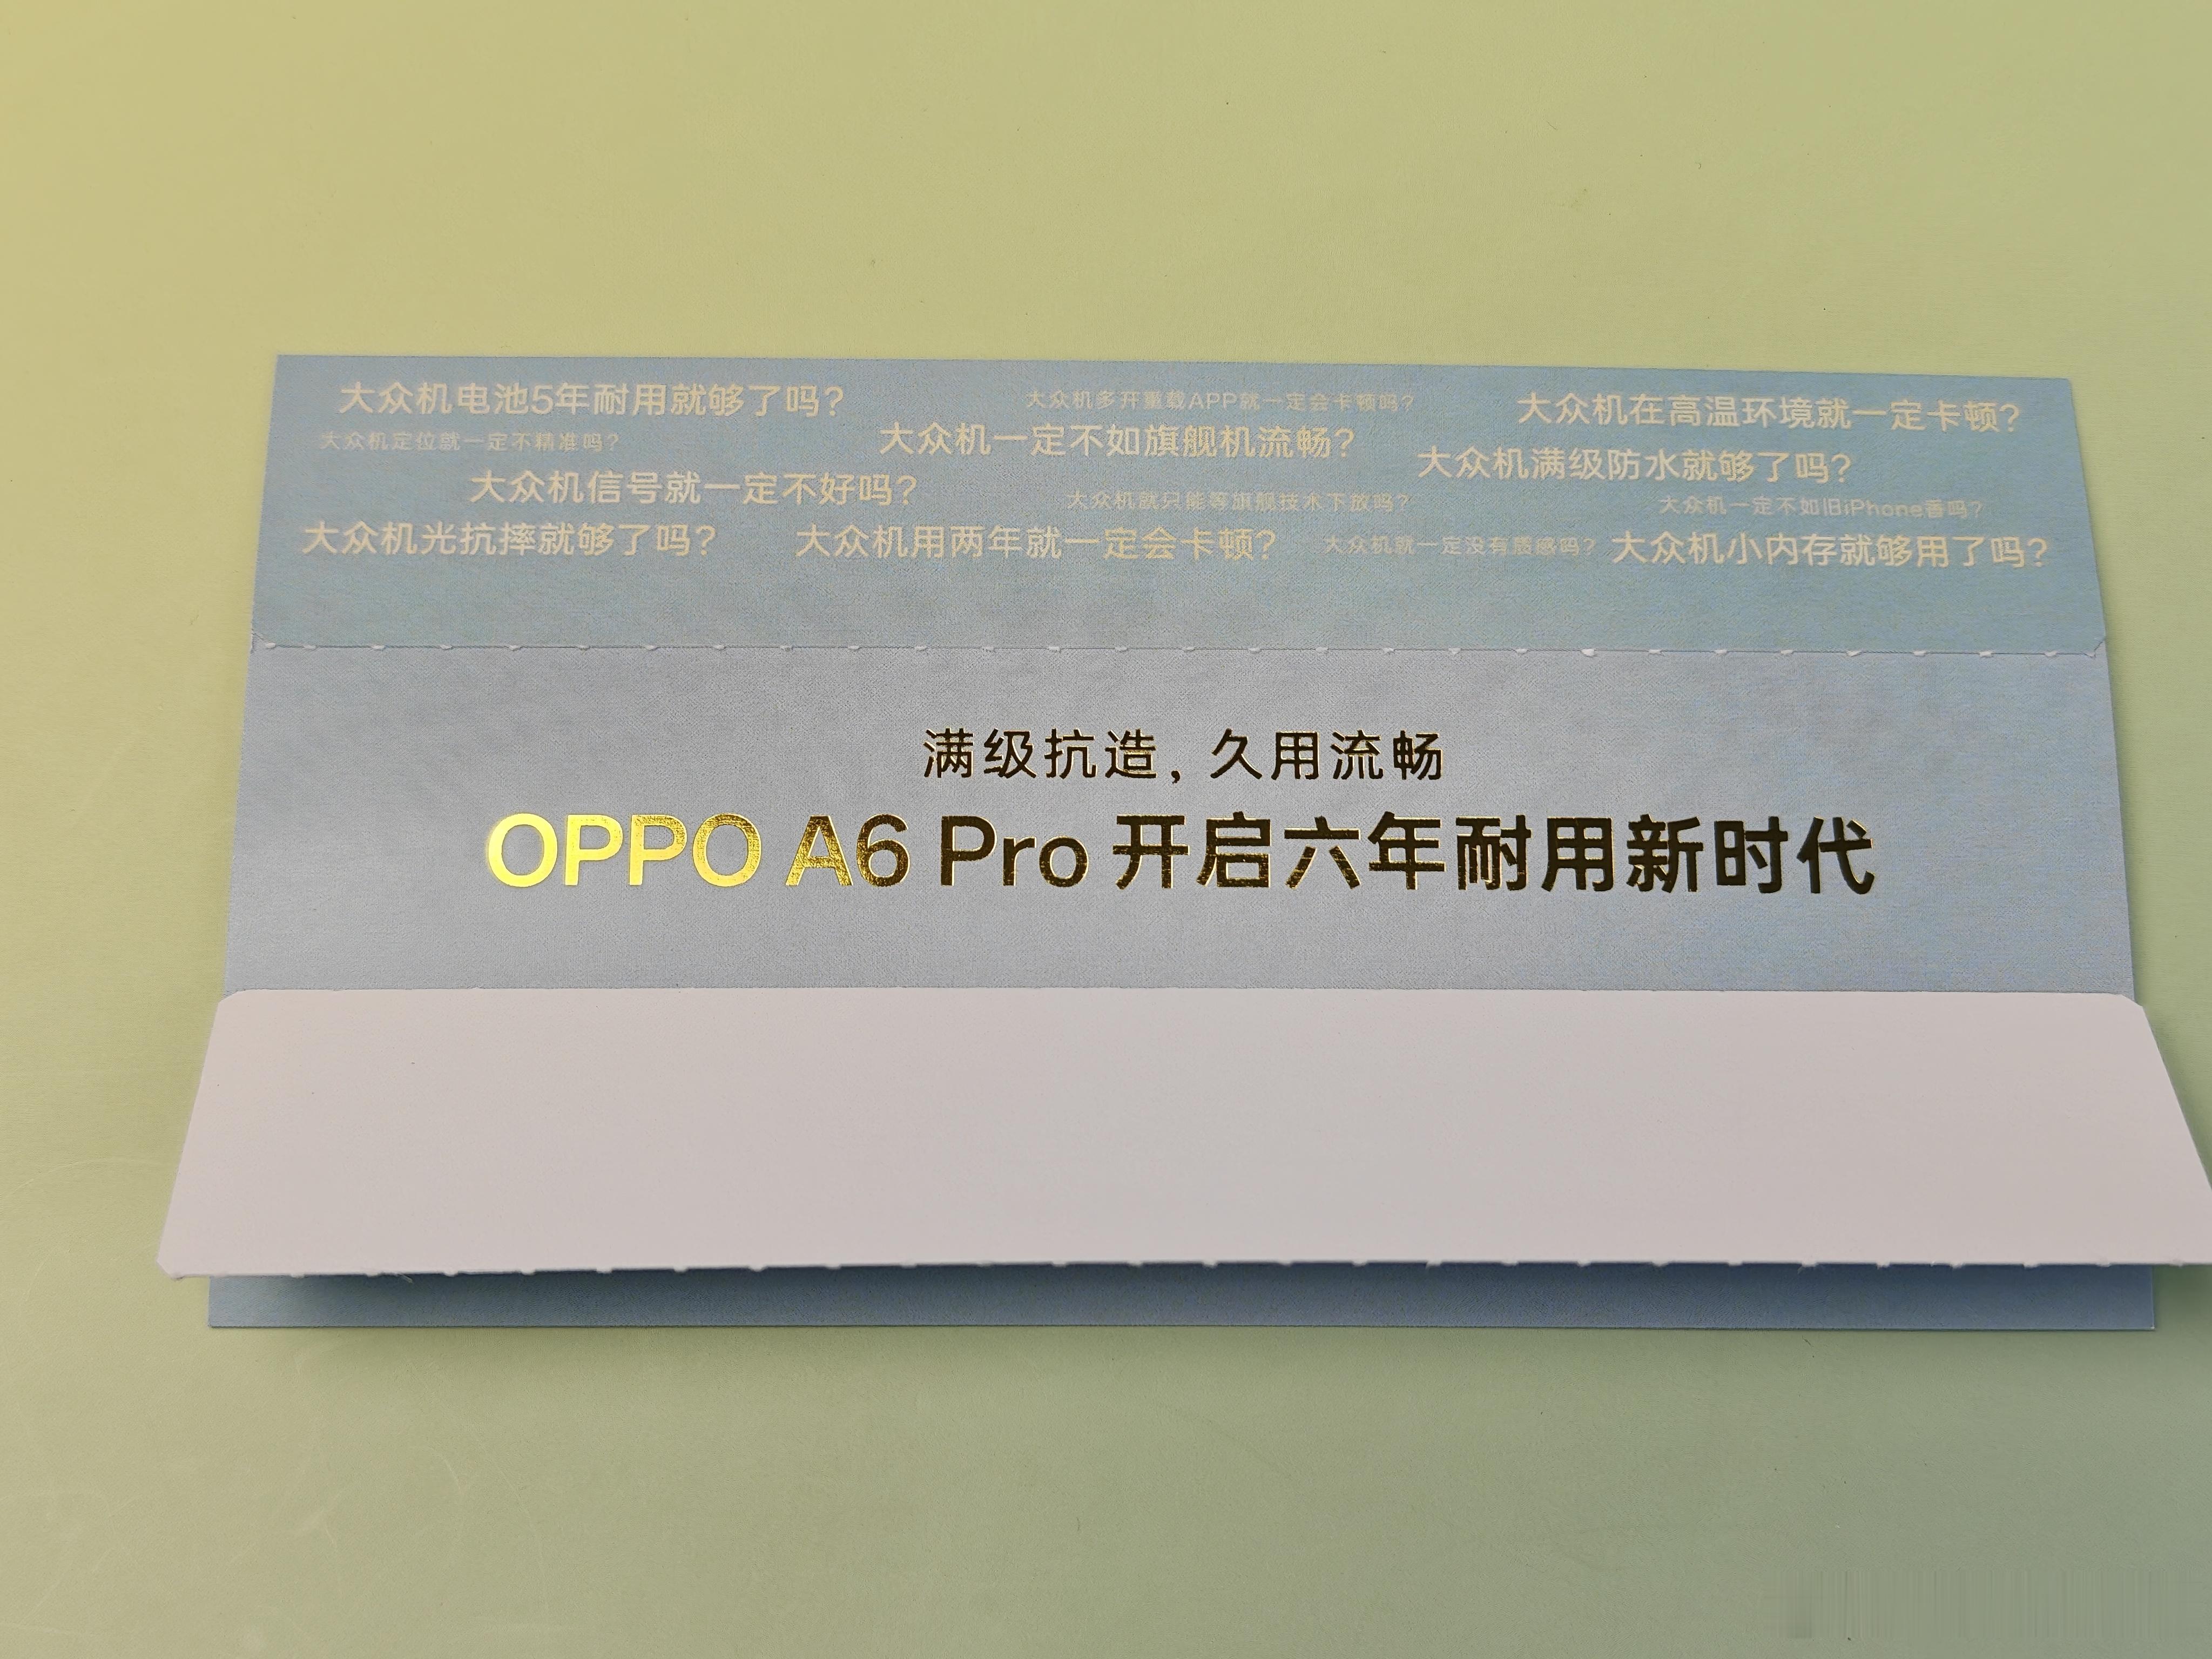 大众机电池5年耐用就够了吗？
大众机多开重载APP就一定会卡顿吗？
大众机在高温环境就一定卡顿？
大众机定位就一定不精准吗？
大众机一定不如旗舰机流畅？
大众机满级防水就够了吗？
大众机信号就一定不好吗？
大众机就只能等旗舰技术下放吗？
大众机一定不如旧iPhone香吗？
大众机光抗摔就够了吗？
大众机用两年就一定会卡顿？
大众机就一定没有质感吗？
大众机小内存就够用了吗？
满级抗造，久用流畅
OPPO A6 Pro 开启六年耐用新时代